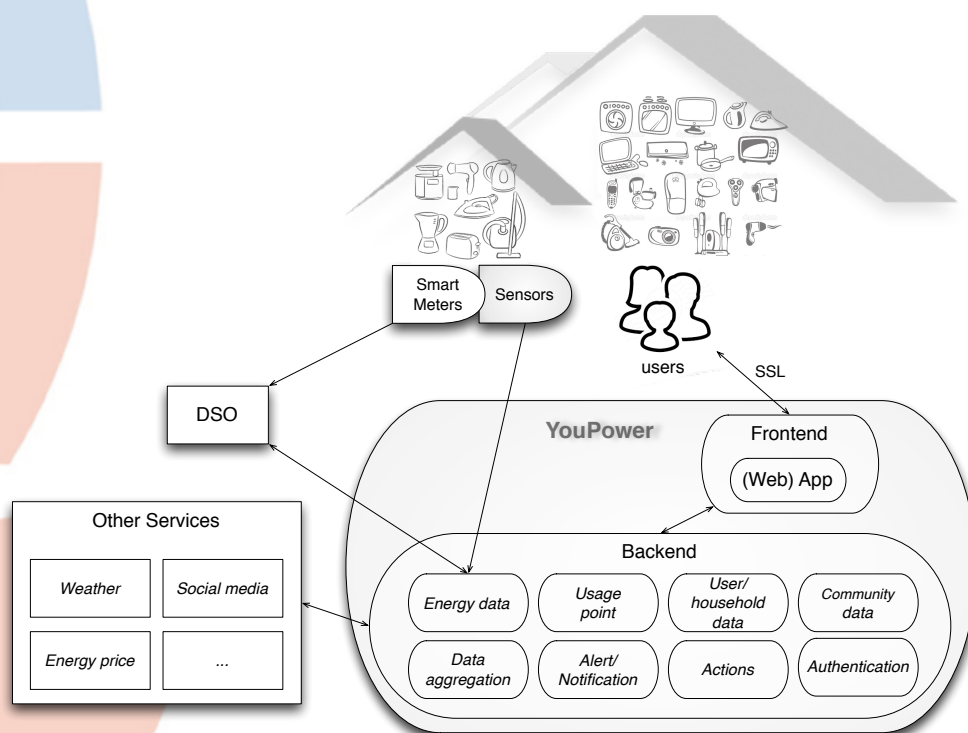 Smart
Meters
Sensors
users
SSL
DSO
YouPower
Frontend
(Web) App
Other Services
Weather
Social media
Energy price
...
Backend
Energy data
Usage
point
User/
household
data
Community
data
Data
aggregation
Alert/
Notification
Actions
Authentication